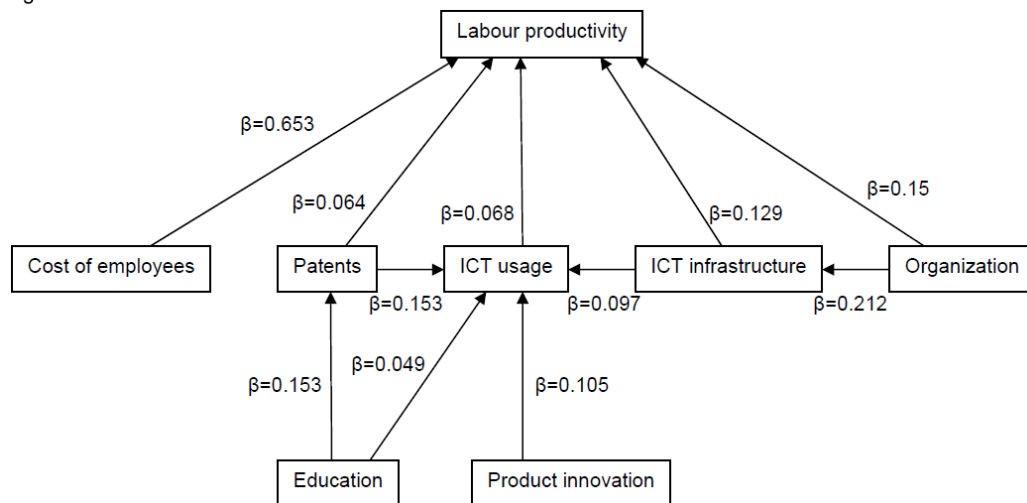 Labour productivity
β=0.653
β=0.064
β=0.068
β=0.129
β=0.15
Cost of employees
Patents
ICT usage
ICT infrastructure
Organization
β=0.153
β=0.097
β=0.212
β=0.049
β=0.153
β=0.105
Education
Product innovation